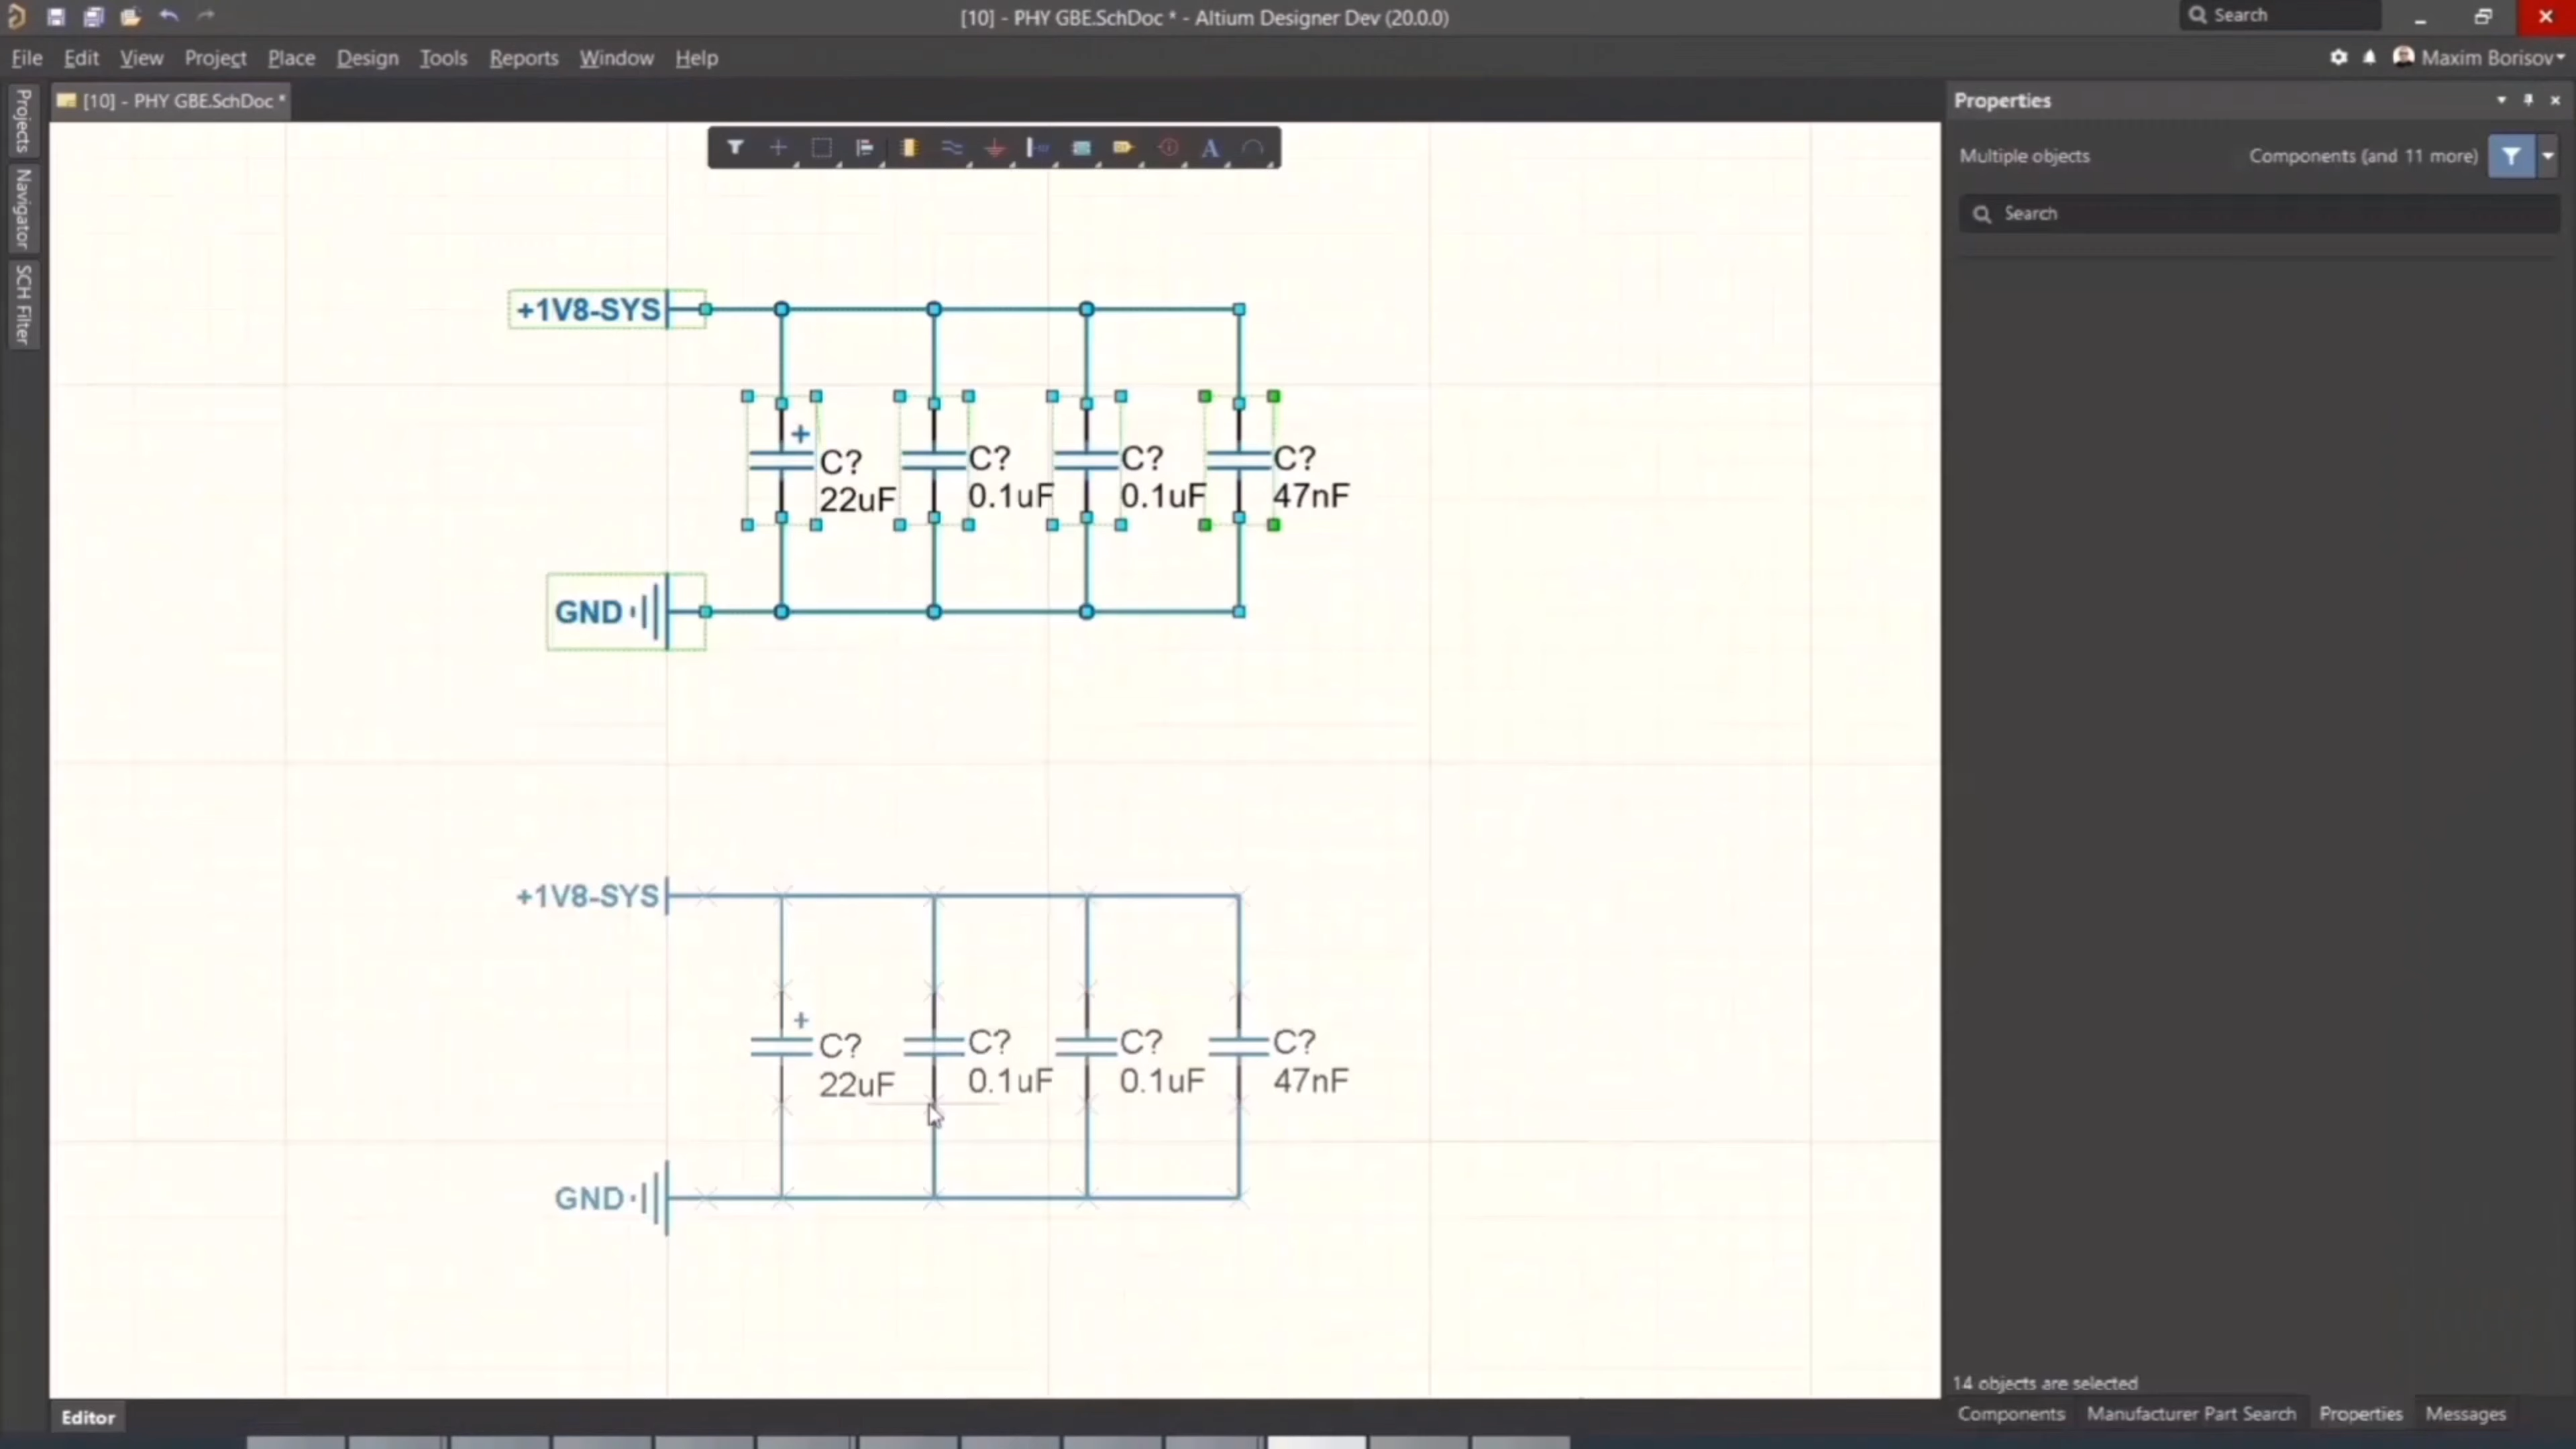 [10] - PHY GBE.SchDoc * - Altium Designer Dev (20.0.0)
Search
File Edit View Project Place Design Tools Reports Window Help
Maxim Borisov
[10] - PHY GBE.SchDoc *
Projects
Navigator
SCH Filter
A
Properties
Multiple objects
Components (and 11 more)
Search
+1V8-SYS
+
C?
22uF
C?
0.1uF
C?
0.1uF
C?
47nF
GND
+1V8-SYS
+
C?
22uF
C?
0.1uF
C?
0.1uF
C?
47nF
GND
14 objects are selected
Editor
Components Manufacturer Part Search Properties Messages